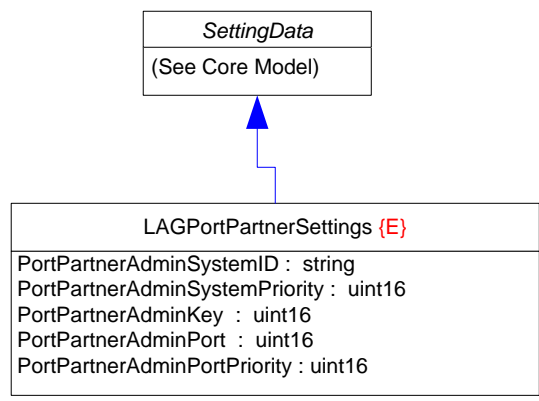 SettingData
(See Core Model)
LAGPortPartnerSettings {E}
PortPartnerAdminSystemID : string
PortPartnerAdminSystemPriority : uint16
PortPartnerAdminKey : uint16
PortPartnerAdminPort : uint16
PortPartnerAdminPortPriority : uint16